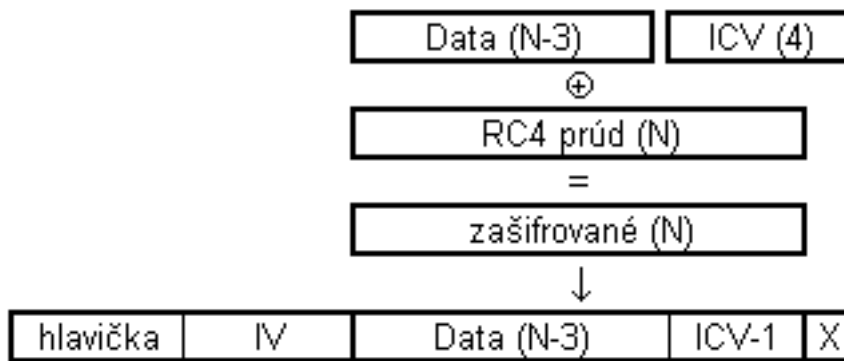 Data (N-3) ICV (4)
⊕
RC4 prúd (N)
=
zašifrované (N)
↓
hlavička IV Data (N-3) ICV-1 X